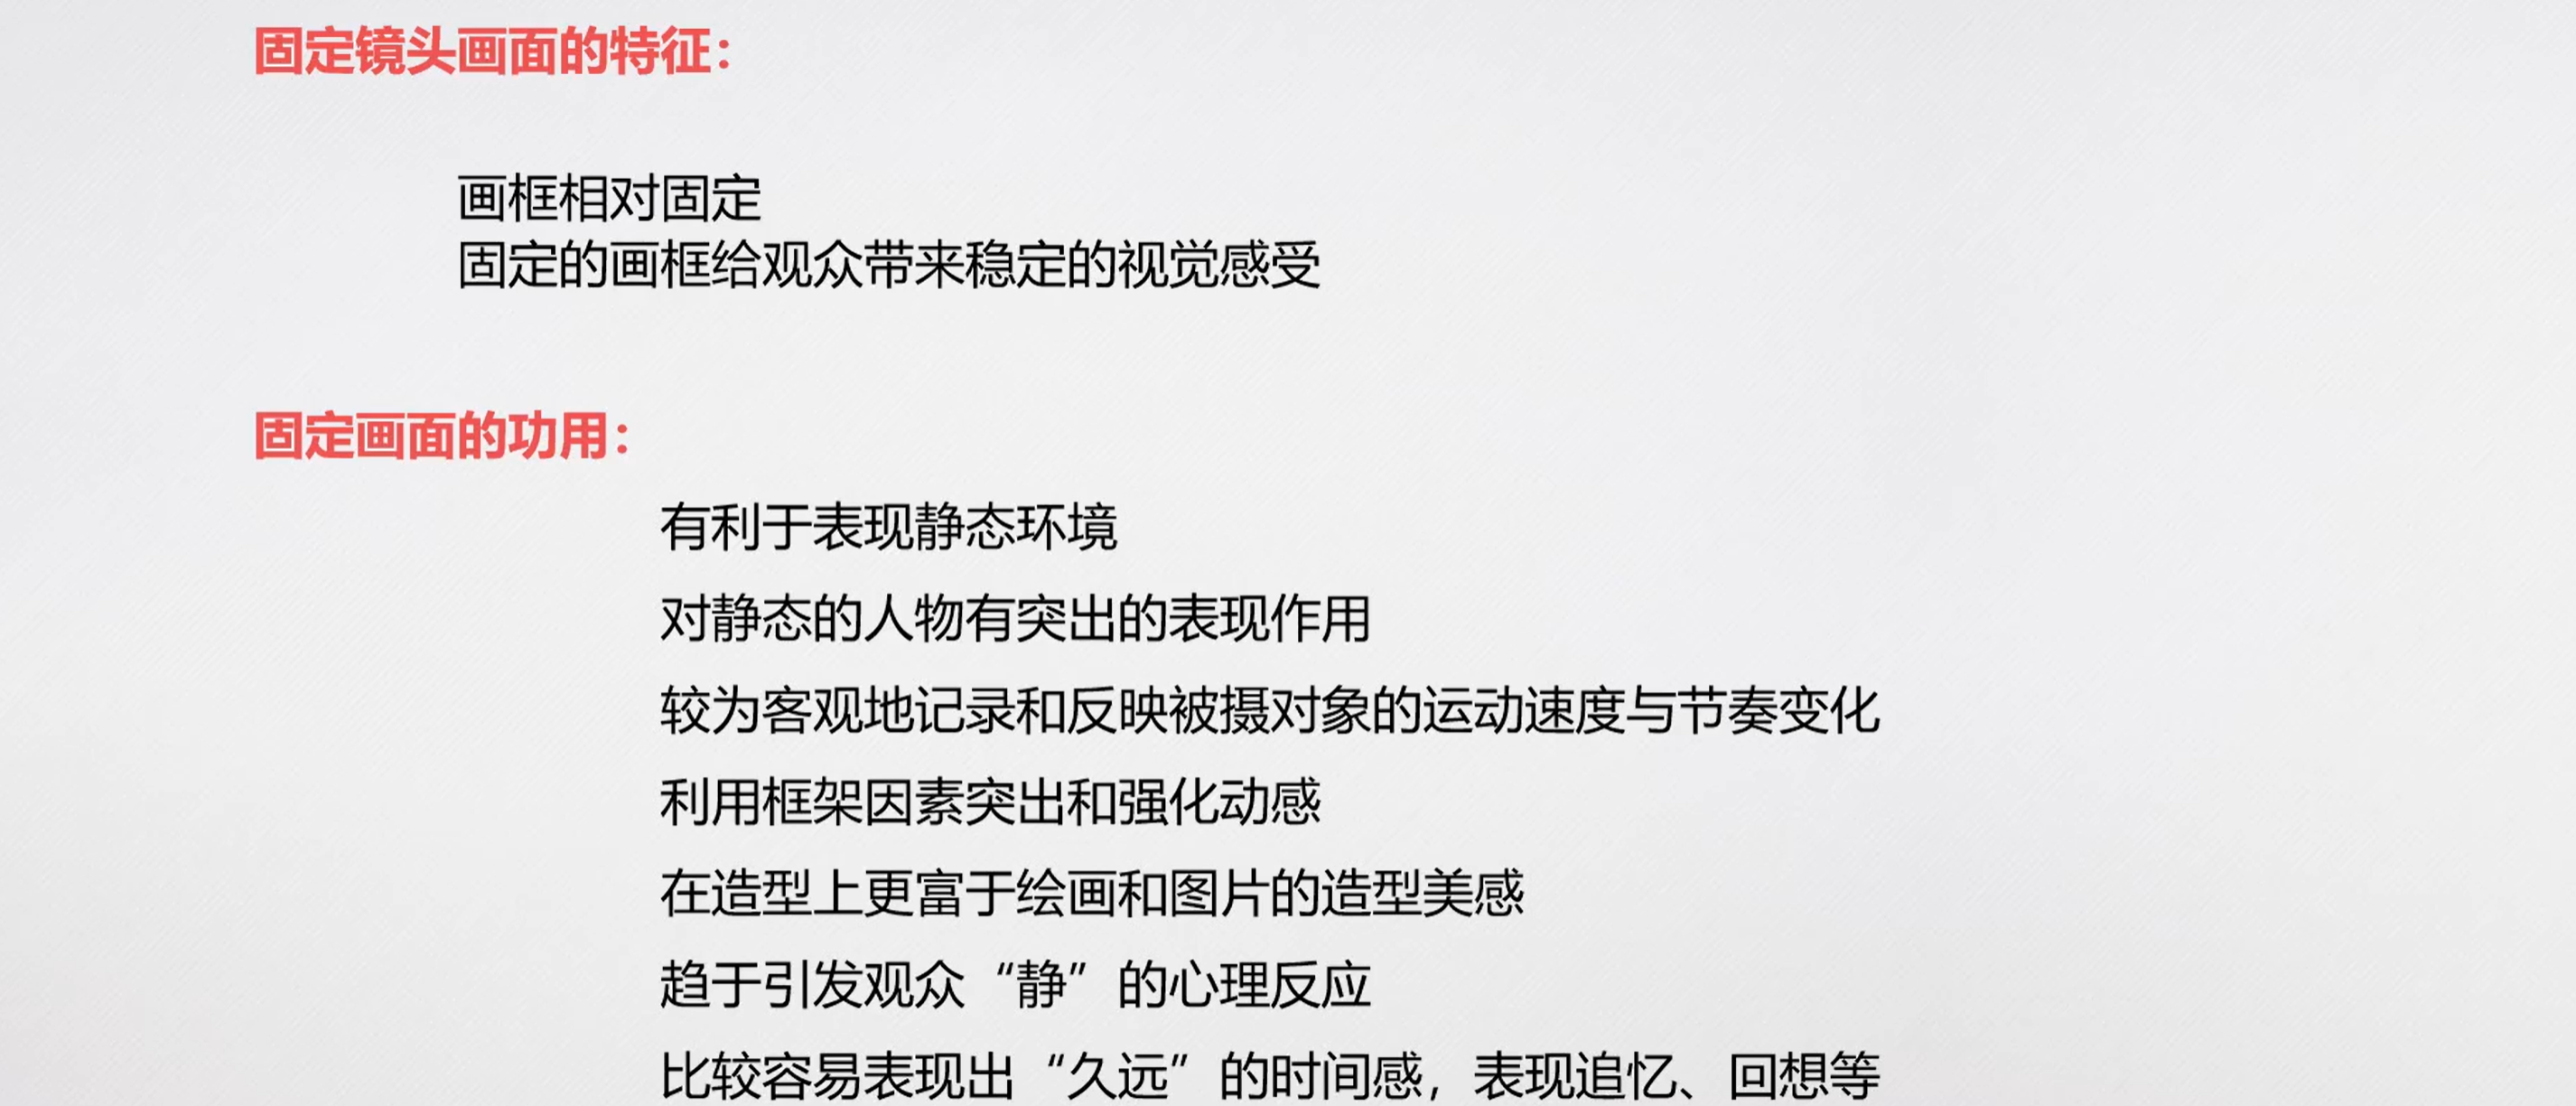 固定镜头画面的特征：
画框相对固定
固定的画框给观众带来稳定的视觉感受
固定画面的功用：
有利于表现静态环境
对静态的人物有突出的表现作用
较为客观地记录和反映被摄对象的运动速度与节奏变化
利用框架因素突出和强化动感
在造型上更富于绘画和图片的造型美感
趋于引发观众“静”的心理反应
比较容易表现出“久远”的时间感，表现追忆、回想等